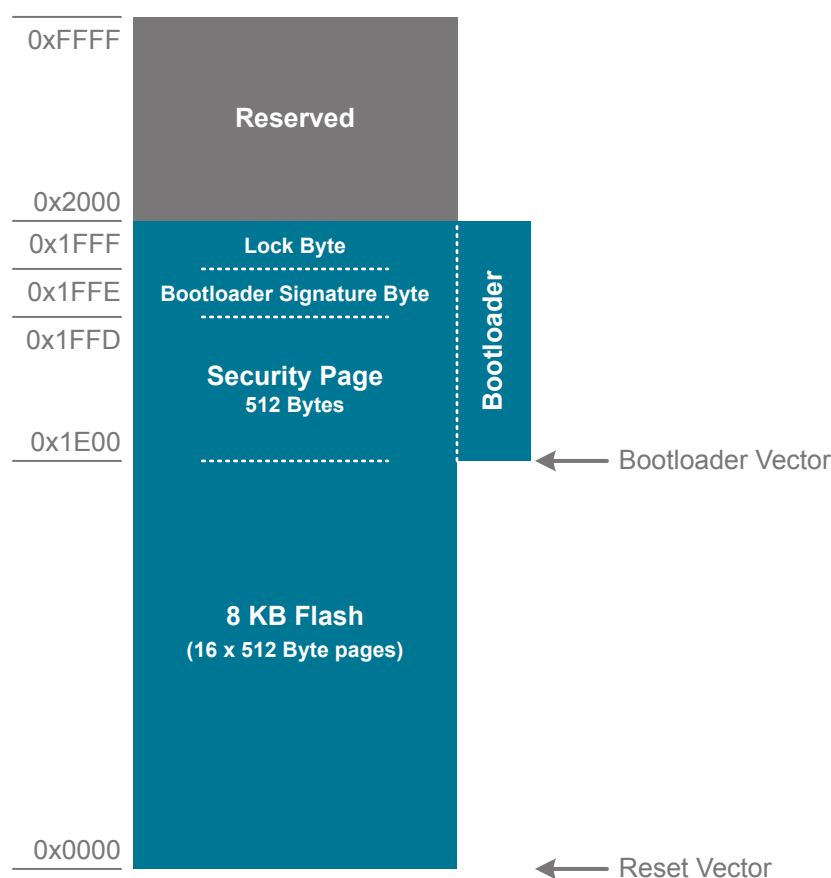 0xFFFF
Reserved
0x2000
0x1FFF
Lock Byte
0x1FFE
Bootloader Signature Byte
0x1FFD
Security Page
512 Bytes
Bootloader
0x1E00
Bootloader Vector
8 KB Flash
(16 x 512 Byte pages)
0x0000
Reset Vector